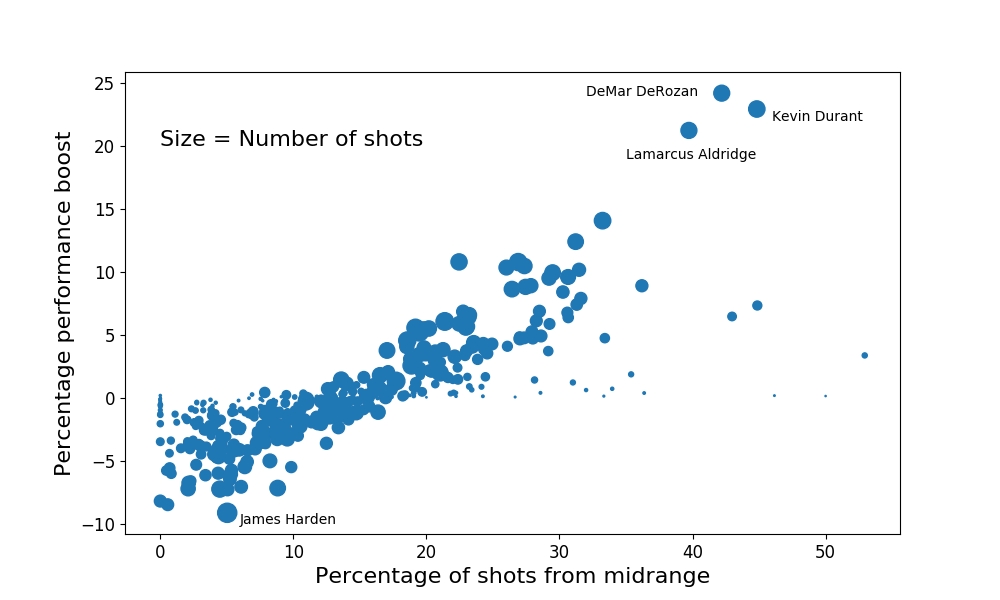 25
DeMar DeRozan
Kevin Durant
Size = Number of shots
20
Lamarcus Aldridge
15
10
5
0
−5
−10
James Harden
Percentage performance boost
0 10 20 30 40 50
Percentage of shots from midrange